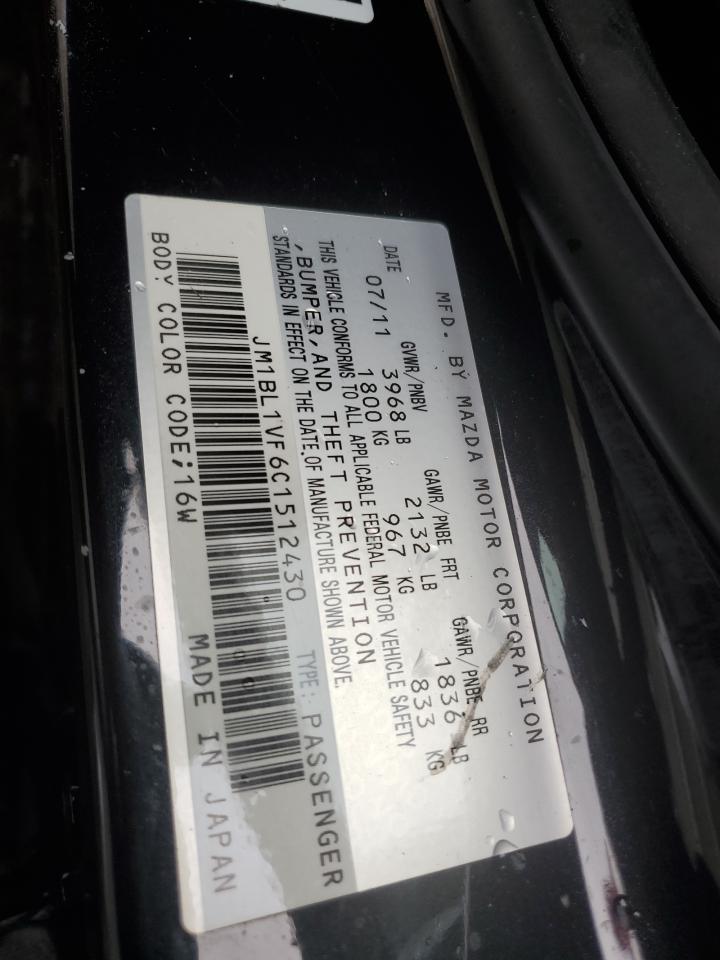 MFD. BY MAZDA MOTOR CORPORATION
DATE GVWR/PNBV GAWR/PNBE FRT GAWR/PNBE RR
07/11 3968 LB 2132 LB 1836 LB
1800 KG 967 KG 833 KG
THIS VEHICLE CONFORMS TO ALL APPLICABLE FEDERAL MOTOR VEHICLE SAFETY
, BUMPER, AND THEFT PREVENTION
STANDARDS IN EFFECT ON THE DATE OF MANUFACTURE SHOWN ABOVE.
JM1BL1VF6C1512430 TYPE: PASSENGER
BODY COLOR CODE;16W MADE IN JAPAN